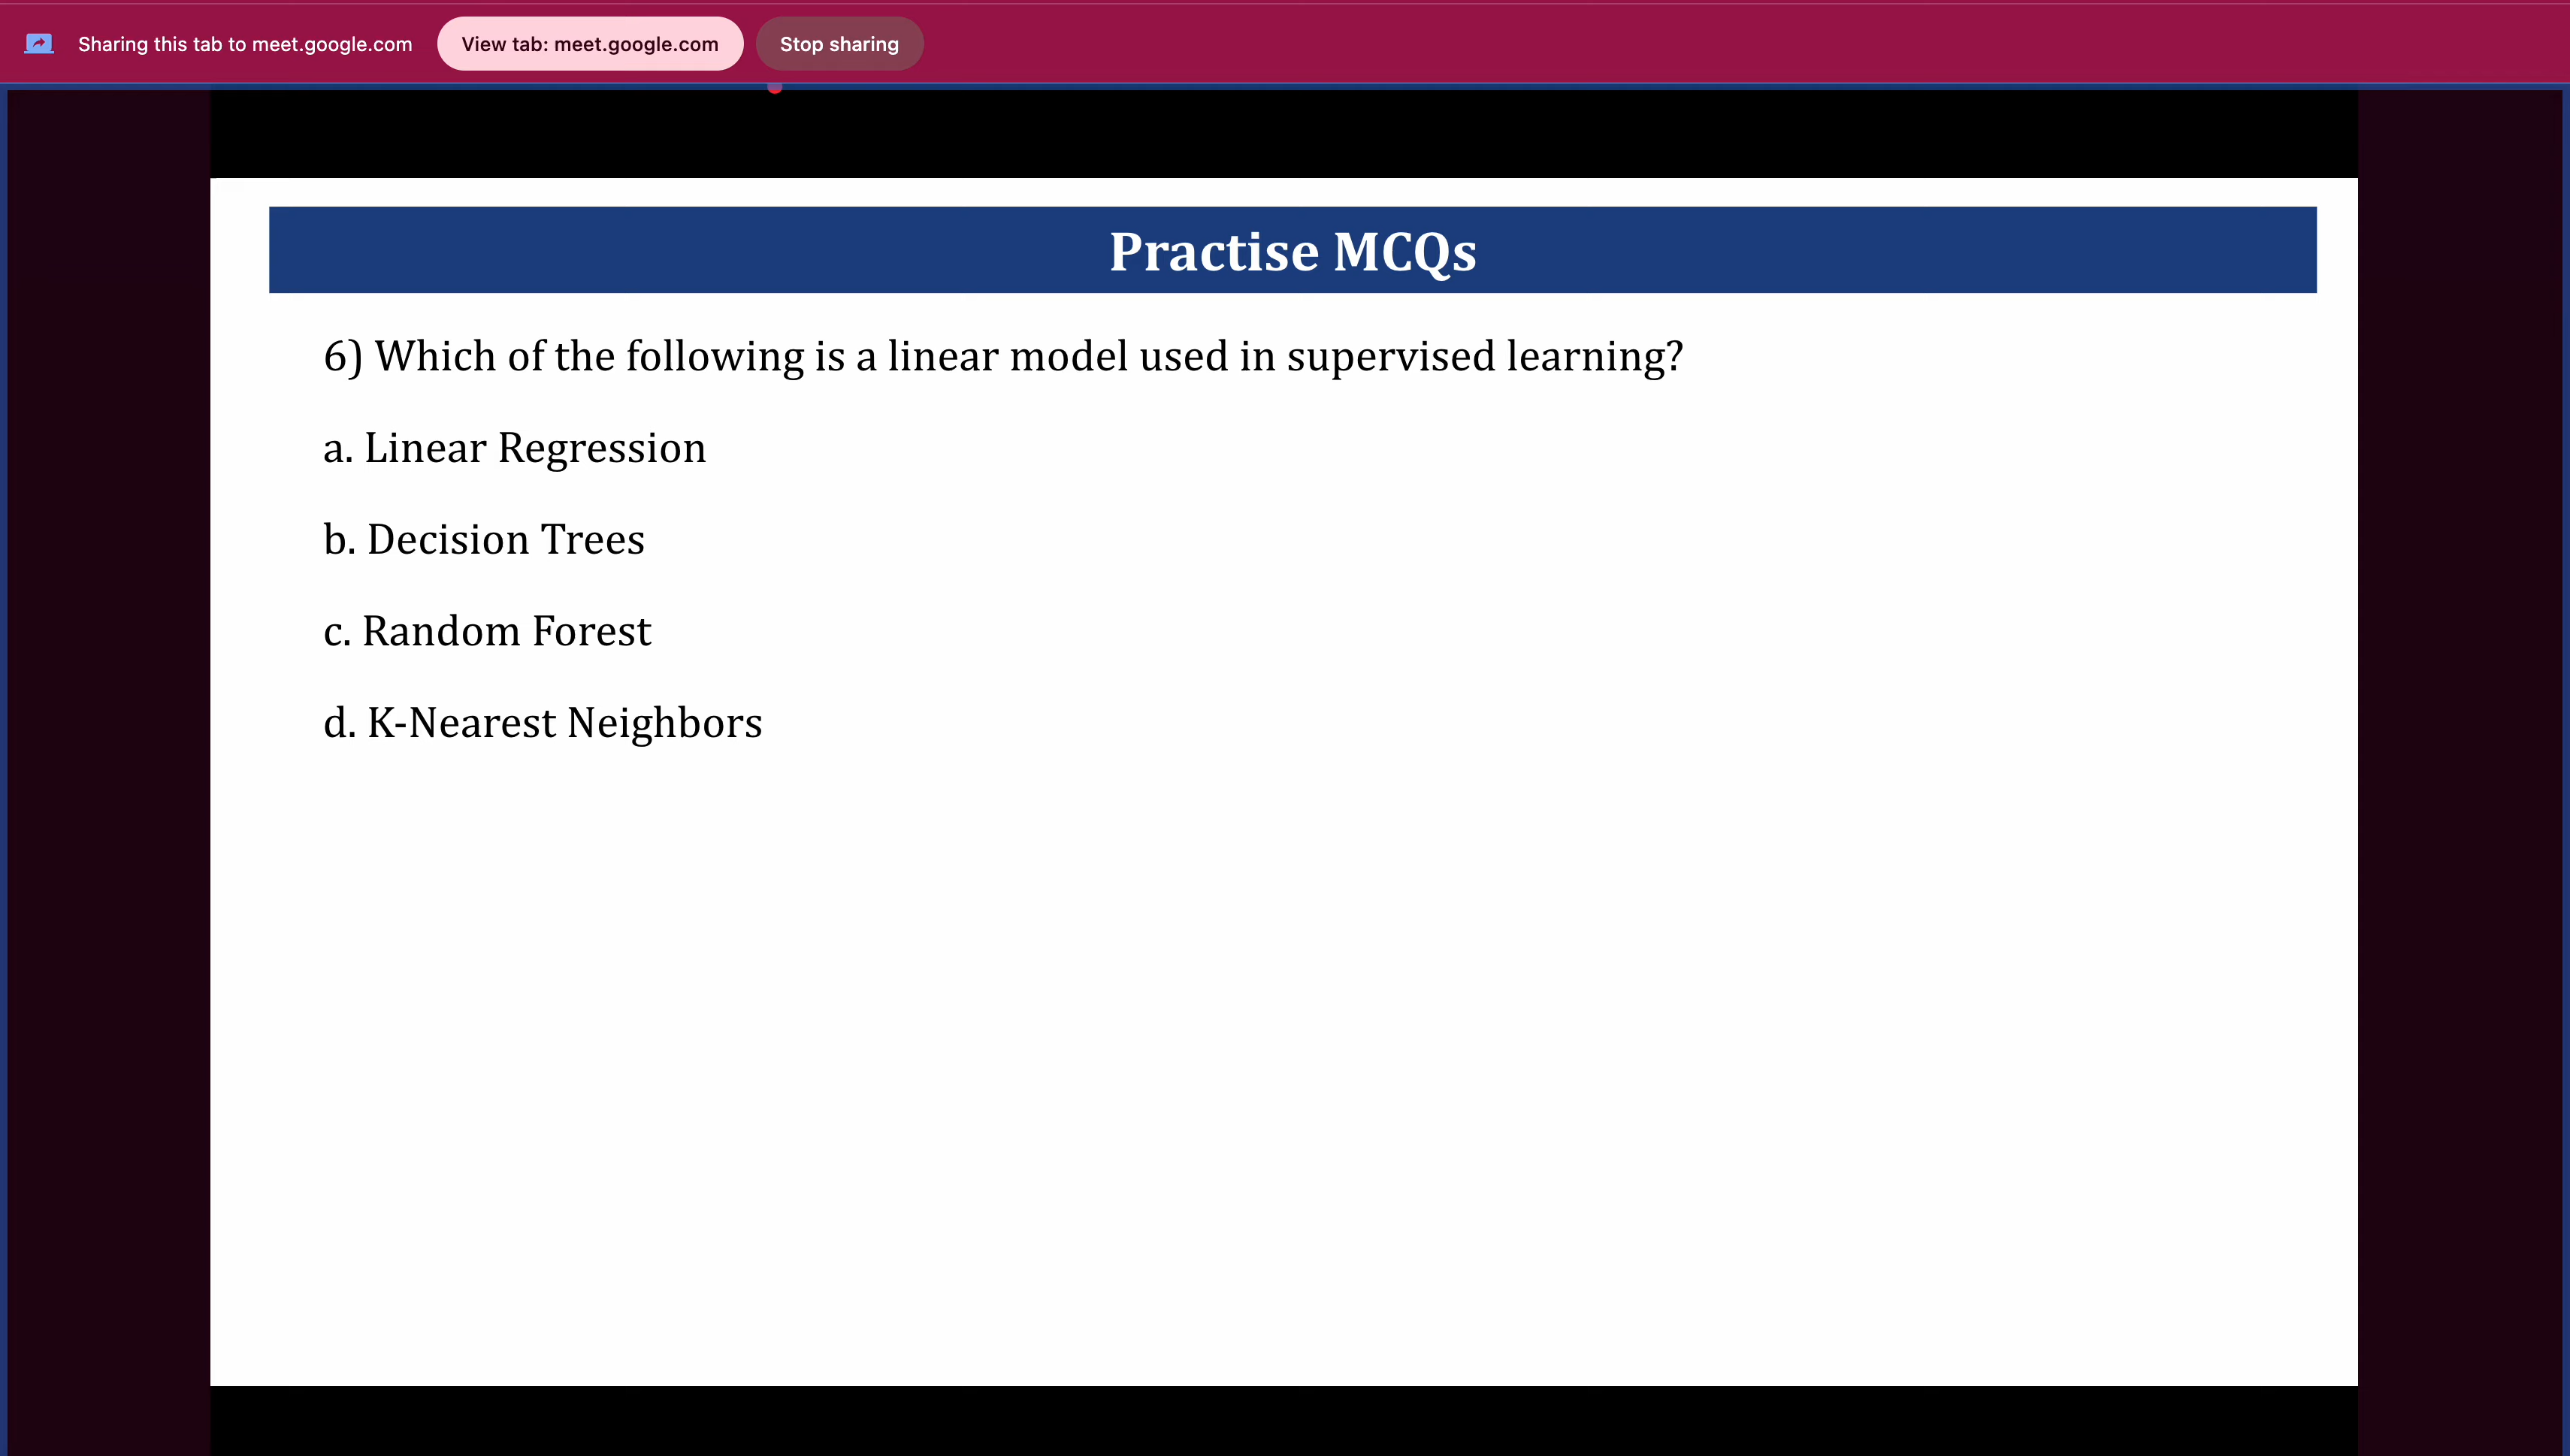 Sharing this tab to meet.google.com View tab: meet.google.com Stop sharing
Practise MCQs
6) Which of the following is a linear model used in supervised learning?
a. Linear Regression
b. Decision Trees
c. Random Forest
d. K-Nearest Neighbors